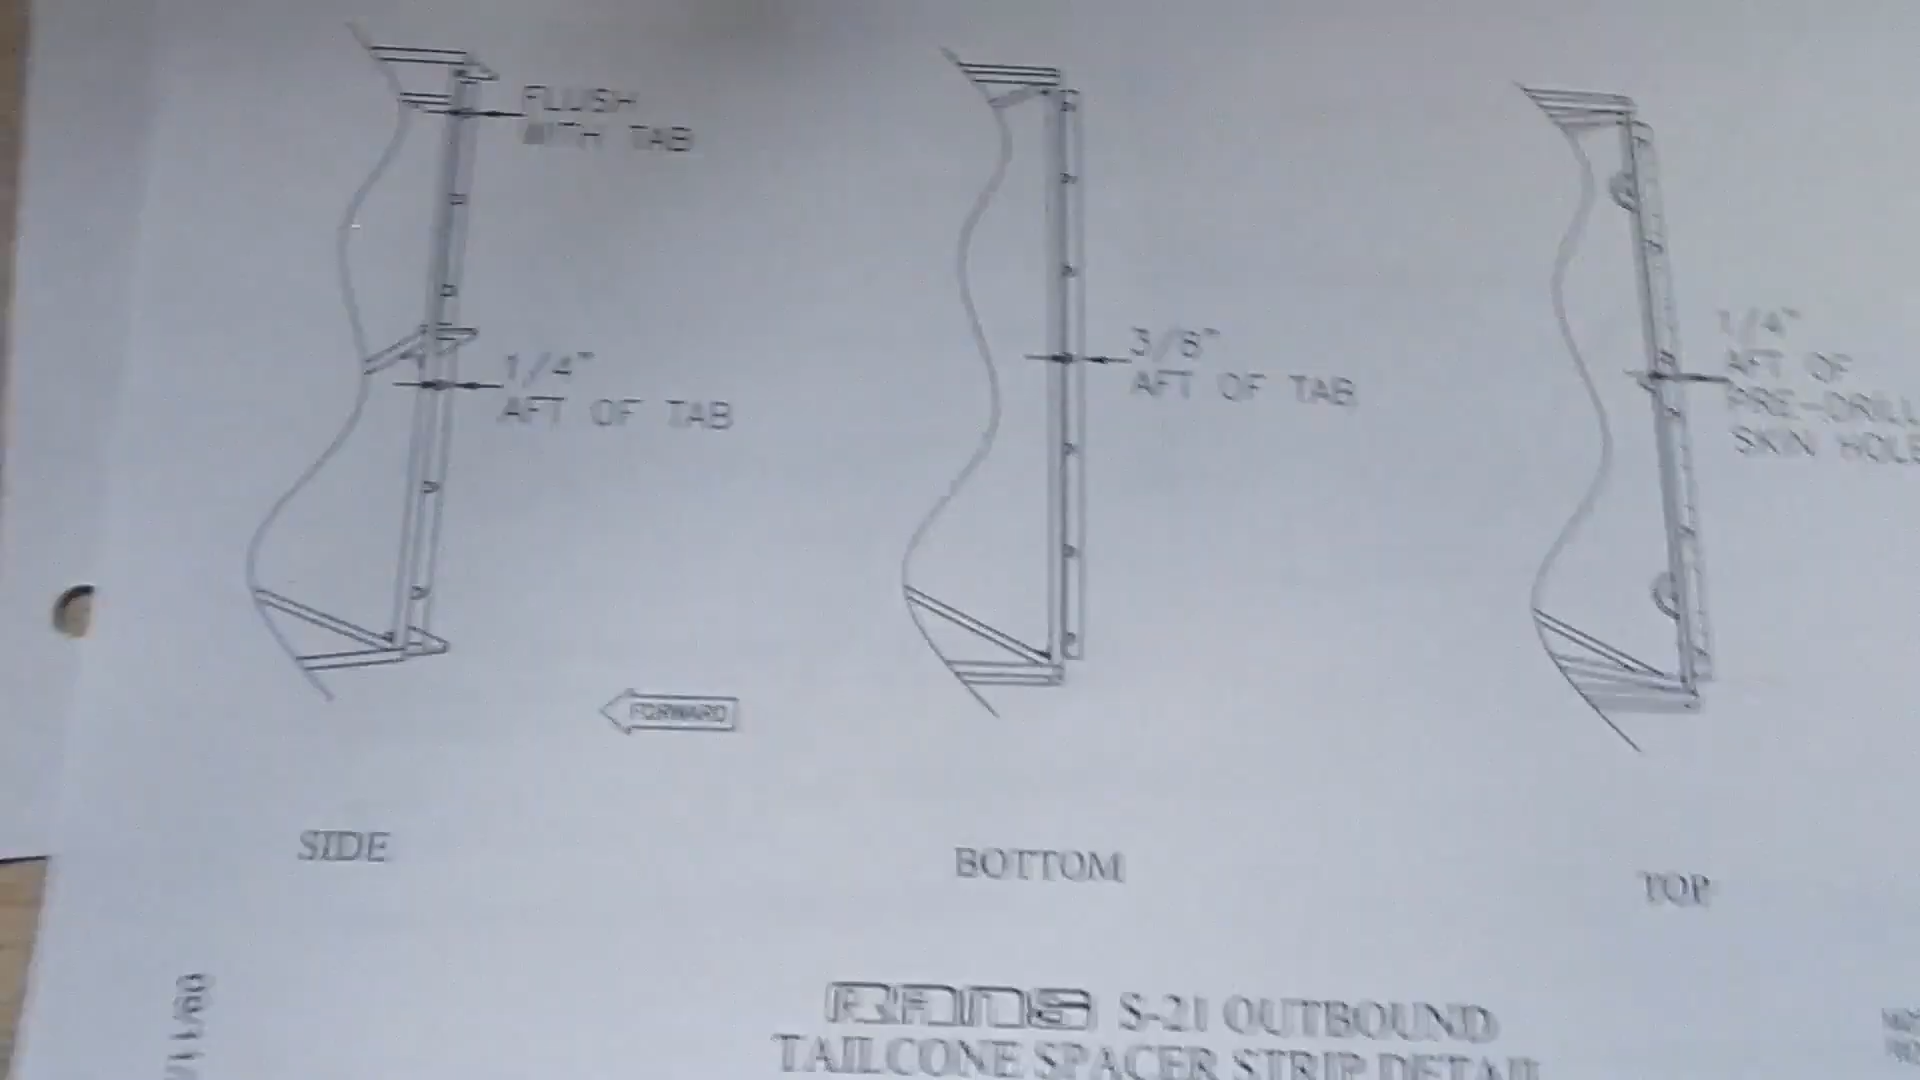 FLUSH
WITH TAB
1/4"
AFT OF TAB
3/8"
AFT OF TAB
1/4"
AFT OF
PRE-DRILL
SKIN HOLE
FORWARD
SIDE
BOTTOM
TOP
RANS S-21 OUTBOUND
TAILCONE SPACER STRIP DETAIL